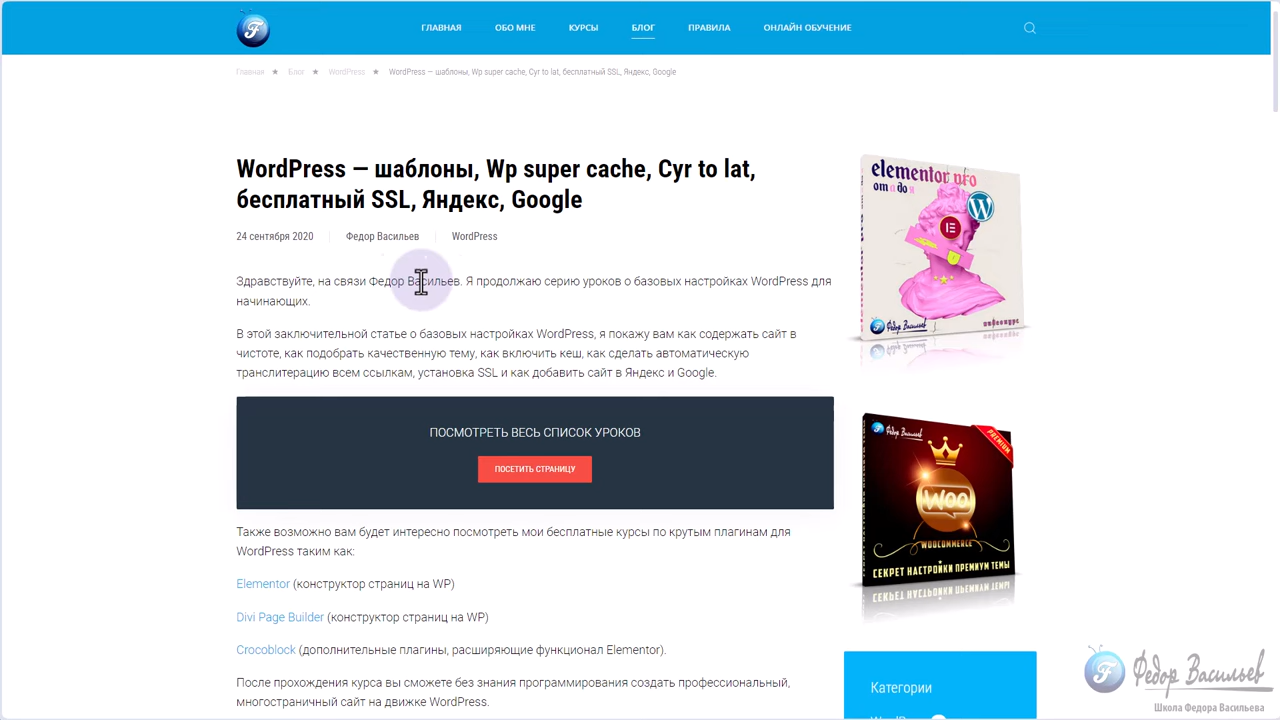 ГЛАВНАЯ ОБО МНЕ КУРСЫ БЛОГ ПРАВИЛА ОНЛАЙН ОБУЧЕНИЕ
Главная ★ Блог ★ WordPress ★ WordPress — шаблоны, Wp super cache, Cyr to lat, бесплатный SSL, Яндекс, Google
WordPress — шаблоны, Wp super cache, Cyr to lat,
бесплатный SSL, Яндекс, Google
24 сентября 2020 Федор Васильев WordPress
Здравствуйте, на связи Федор Васильев. Я продолжаю серию уроков о базовых настройках WordPress для
начинающих.
В этой заключительной статье о базовых настройках WordPress, я покажу вам как содержать сайт в
чистоте, как подобрать качественную тему, как включить кеш, как сделать автоматическую
транслитерацию всем ссылкам, установка SSL и как добавить сайт в Яндекс и Google.
ПОСМОТРЕТЬ ВЕСЬ СПИСОК УРОКОВ
ПОСЕТИТЬ СТРАНИЦУ
Также возможно вам будет интересно посмотреть мои бесплатные курсы по крутым плагинам для
WordPress таким как:
Elementor (конструктор страниц на WP)
Divi Page Builder (конструктор страниц на WP)
Crocoblock (дополнительные плагины, расширяющие функционал Elementor).
После прохождения курса вы сможете без знания программирования создать профессиональный,
многостраничный сайт на движке WordPress.
elementor pro
от а до я
Федор Васильев
видеокурс
Федор Васильев
PREMIUM
WOO
WOOCOMMERCE
СЕКРЕТ НАСТРОЙКИ ПРЕМИУМ ТЕМЫ
Категории
Федор Васильев
Школа Федора Васильева